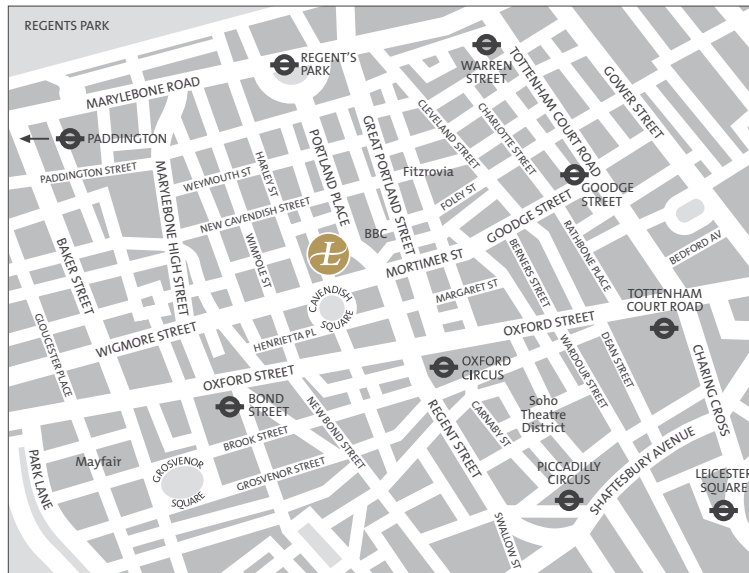 REGENTS PARK
REGENT'S
PARK
WARREN
STREET
TOTTENHAM COURT ROAD
GOWER STREET
MARYLEBONE ROAD
PADDINGTON
PADDINGTON STREET
MARYLEBONE HIGH STREET
WEYMOUTH ST
HARLEY ST
PORTLAND PLACE
GREAT PORTLAND STREET
CLEVELAND STREET
CHARLOTTE STREET
Fitzrovia
FOLEY ST
GOODGE
STREET
GOODGE STREET
NEW CAVENDISH STREET
WIMPOLE ST
BBC
MORTIMER ST
BERNERS STREET
RATHBONE PLACE
BEDFORD AV
BAKER STREET
L
CAVENDISH
SQUARE
MARGARET ST
TOTTENHAM
COURT ROAD
GLOUCESTER PLACE
WIGMORE STREET
HENRIETTA PL
OXFORD STREET
OXFORD STREET
OXFORD
CIRCUS
WARDOUR STREET
DEAN STREET
CHARING CROSS
BOND
STREET
NEW BOND STREET
REGENT STREET
CARNABY ST
Soho
Theatre
District
BROOK STREET
Mayfair
GROSVENOR
SQUARE
GROSVENOR STREET
PARK LANE
PICCADILLY
CIRCUS
SHAFTESBURY AVENUE
LEICESTER
SQUARE
SWALLOW ST